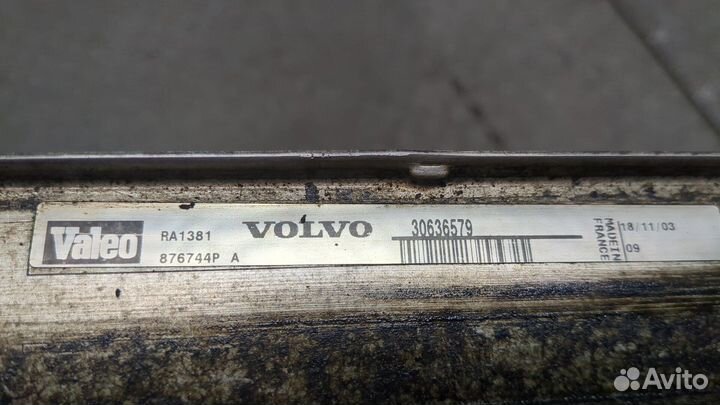 Valeo
RA1381
876744P A
VOLVO
30636579
MADE IN
FRANCE
18/11/03
09
Avito